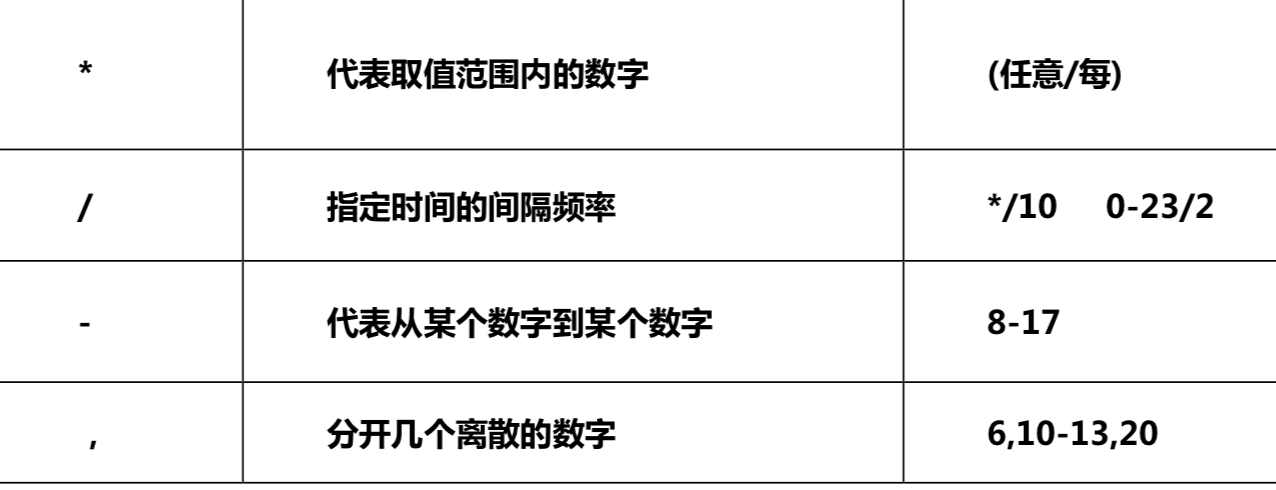 * 代表取值范围内的数字 (任意/每)
/ 指定时间的间隔频率 */10 0-23/2
- 代表从某个数字到某个数字 8-17
, 分开几个离散的数字 6,10-13,20